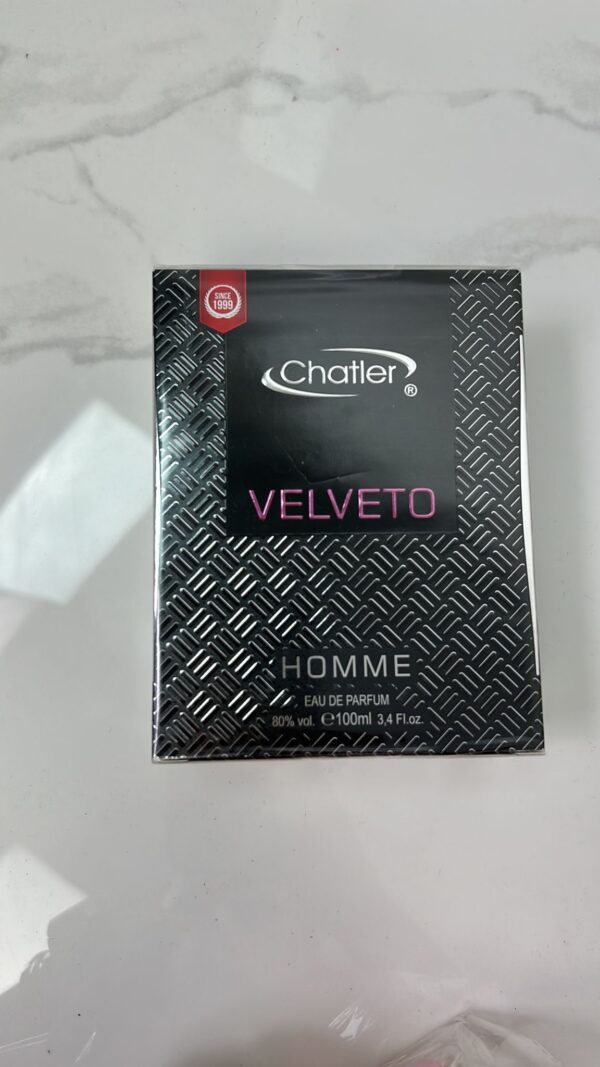 SINCE
1999
Chatler®
VELVETO
HOMME
EAU DE PARFUM
80% vol. ℮100ml 3,4 Fl.oz.